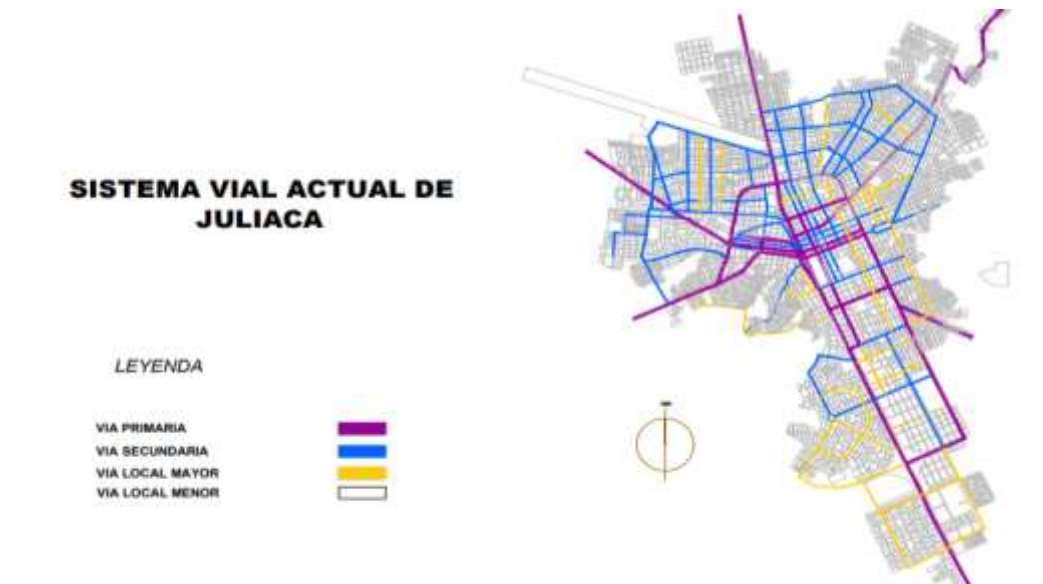 SISTEMA VIAL ACTUAL DE
JULIACA
LEYENDA
VIA PRIMARIA
VIA SECUNDARIA
VIA LOCAL MAYOR
VIA LOCAL MENOR